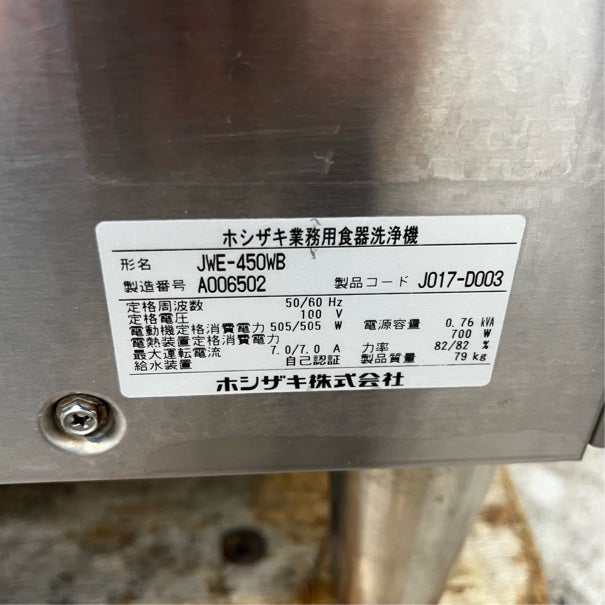 ホシザキ業務用食器洗浄機
形名 JWE-450WB
製造番号 A006502 製品コード J017-D003
定格周波数 50/60 Hz
定格電圧 100 V
電動機定格消費電力 505/505 W 電源容量 0.76 kVA
電熱装置定格消費電力 700 W
最大運転電流 7.0/7.0 A 力率 82/82 %
給水装置 自己認証 製品質量 79 kg
ホシザキ株式会社